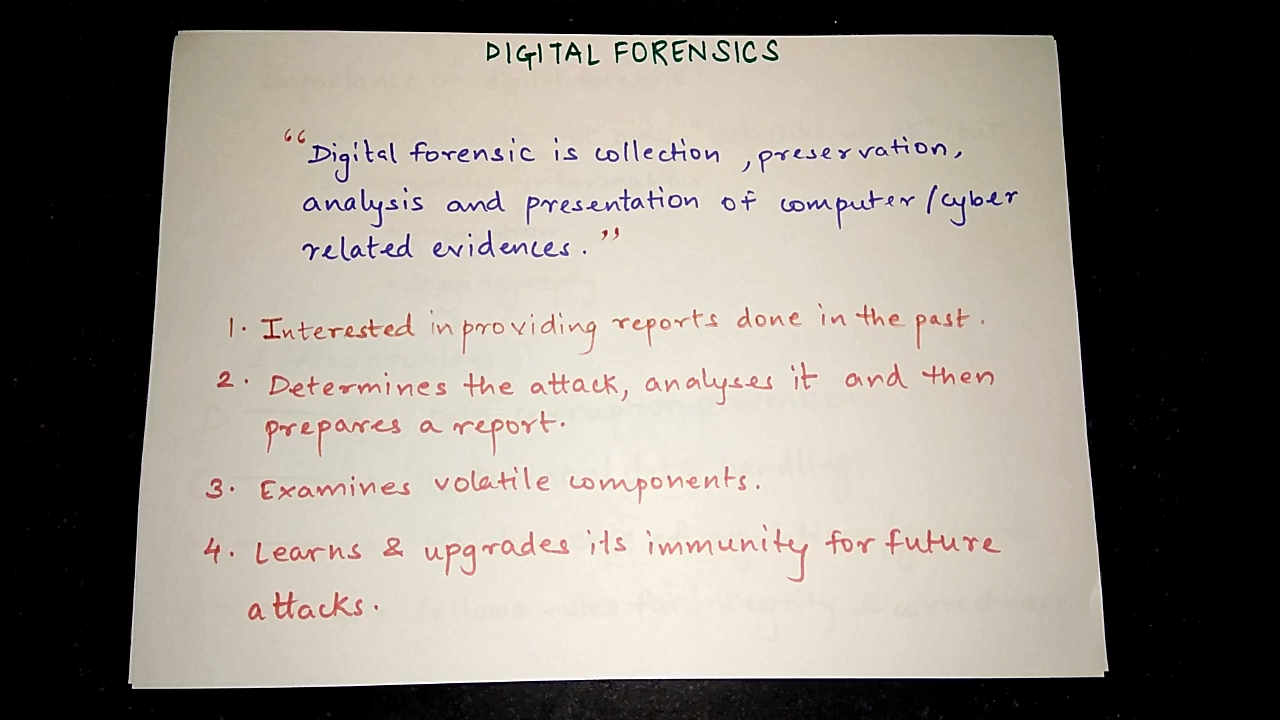 DIGITAL FORENSICS
“Digital forensic is collection, preservation,
analysis and presentation of computer/cyber
related evidences.”
1. Interested in providing reports done in the past.
2. Determines the attack, analyses it and then
prepares a report.
3. Examines volatile components.
4. Learns & upgrades its immunity for future
attacks.